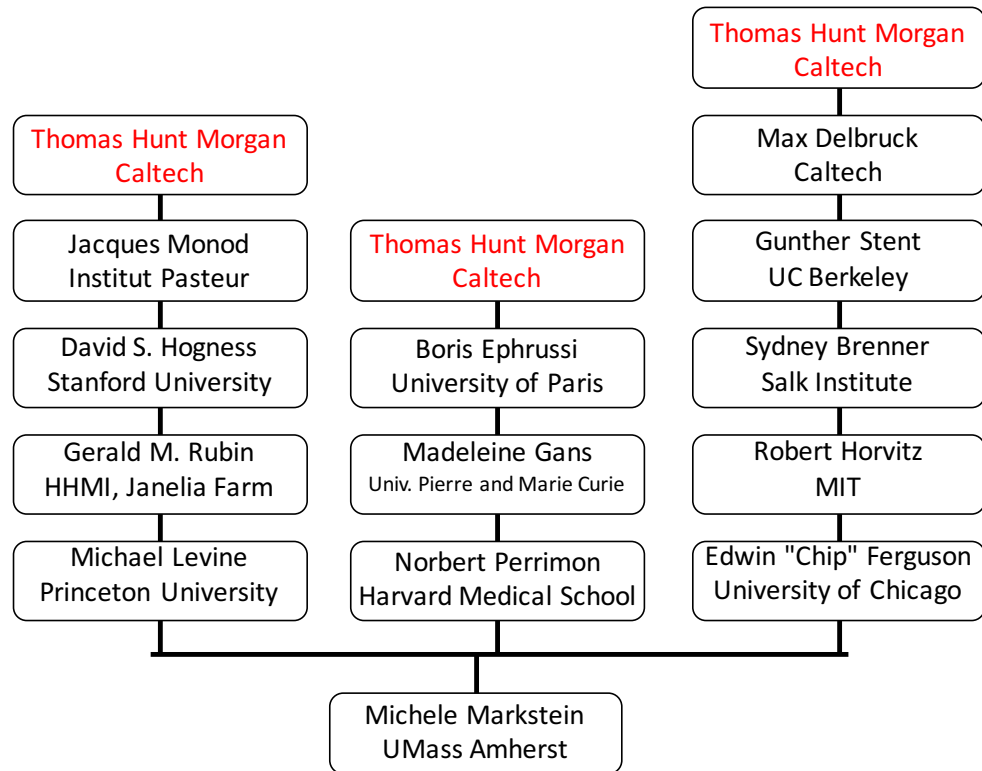 Thomas Hunt Morgan
Caltech
Jacques Monod
Institut Pasteur
David S. Hogness
Stanford University
Gerald M. Rubin
HHMI, Janelia Farm
Michael Levine
Princeton University
Thomas Hunt Morgan
Caltech
Boris Ephrussi
University of Paris
Madeleine Gans
Univ. Pierre and Marie Curie
Norbert Perrimon
Harvard Medical School
Thomas Hunt Morgan
Caltech
Max Delbruck
Caltech
Gunther Stent
UC Berkeley
Sydney Brenner
Salk Institute
Robert Horvitz
MIT
Edwin "Chip" Ferguson
University of Chicago
Michele Markstein
UMass Amherst